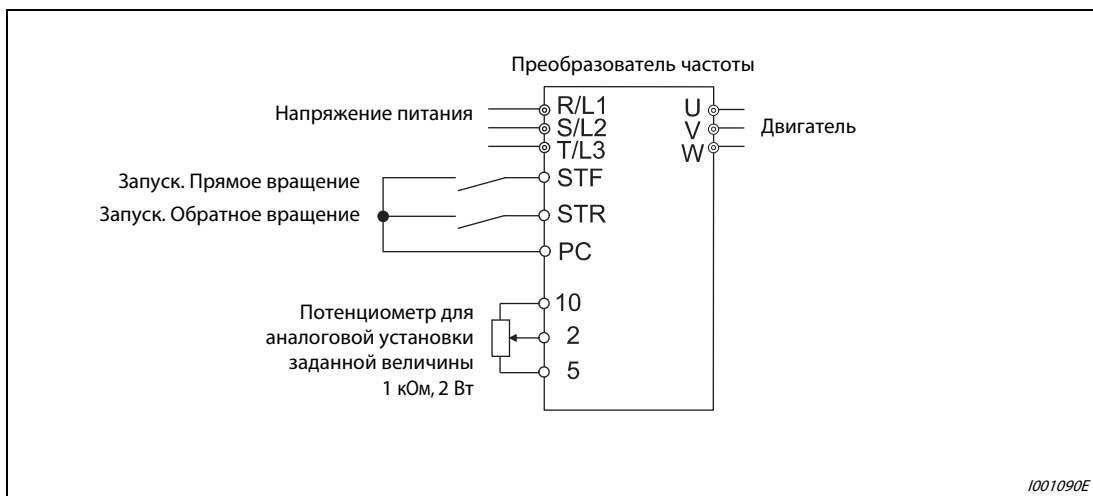 Преобразователь частоты
Напряжение питания
R/L1
S/L2
T/L3
U
V
W
Двигатель
Запуск. Прямое вращение
STF
Запуск. Обратное вращение
STR
PC
Потенциометр для
аналоговой установки
заданной величины
1 кОм, 2 Вт
10
2
5
I001090E